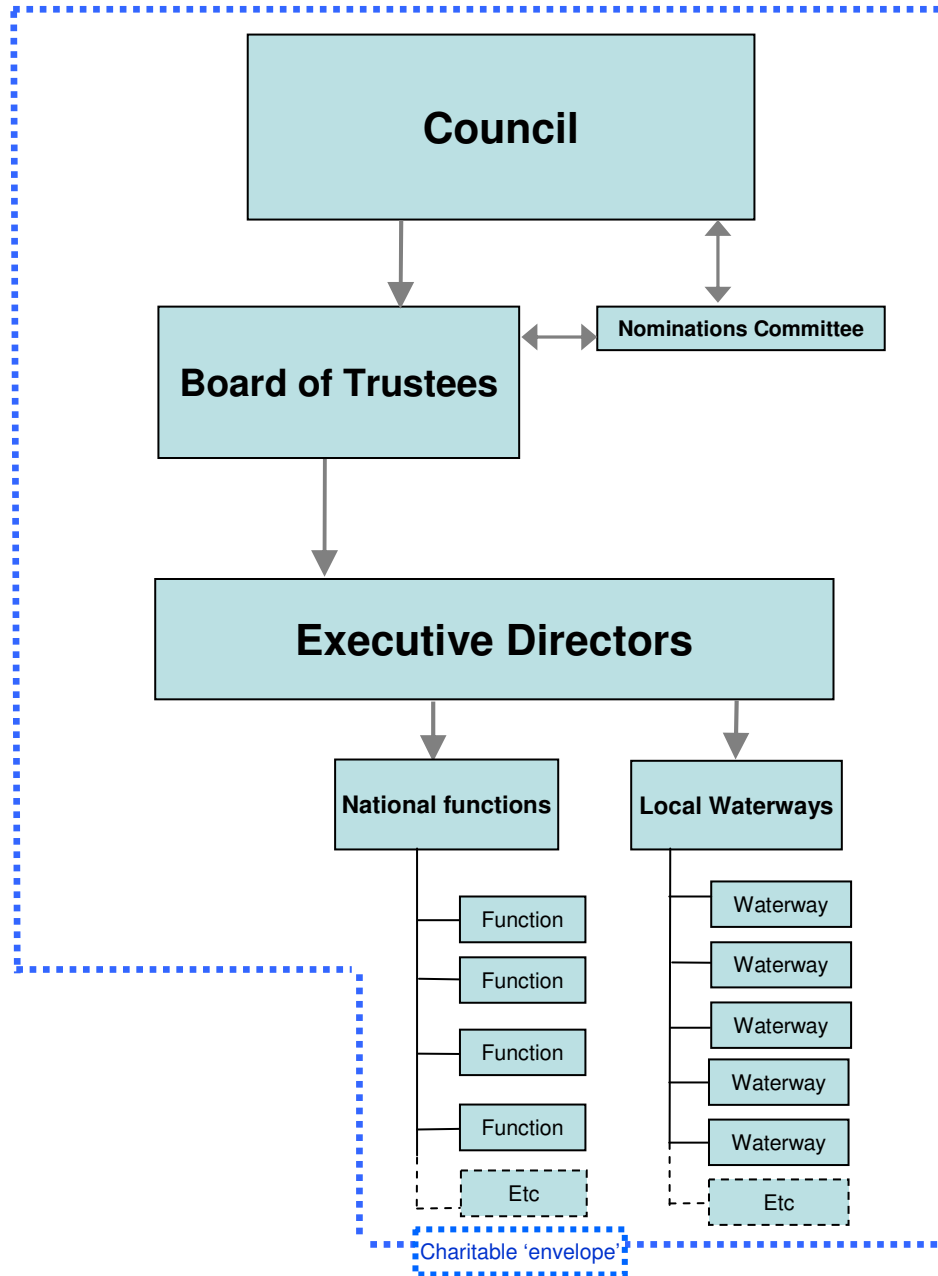 Council
Nominations Committee
Board of Trustees
Executive Directors
National functions
Local Waterways
Function
Function
Function
Function
Etc
Waterway
Waterway
Waterway
Waterway
Waterway
Etc
Charitable ‘envelope’